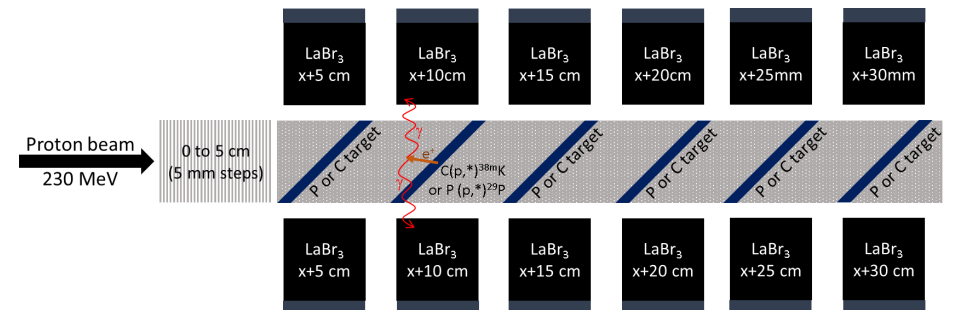 LaBr3
x+5 cm
LaBr3
x+10cm
LaBr3
x+15 cm
LaBr3
x+20cm
LaBr3
x+25mm
LaBr3
x+30mm
Proton beam
230 MeV
0 to 5 cm
(5 mm steps)
P or C target
γ
e+
γ
C(p,*)38mK
or P (p,*)29P
P or C target
P or C target
P or C target
P or C target
LaBr3
x+5 cm
LaBr3
x+10 cm
LaBr3
x+15 cm
LaBr3
x+20 cm
LaBr3
x+25 cm
LaBr3
x+30 cm